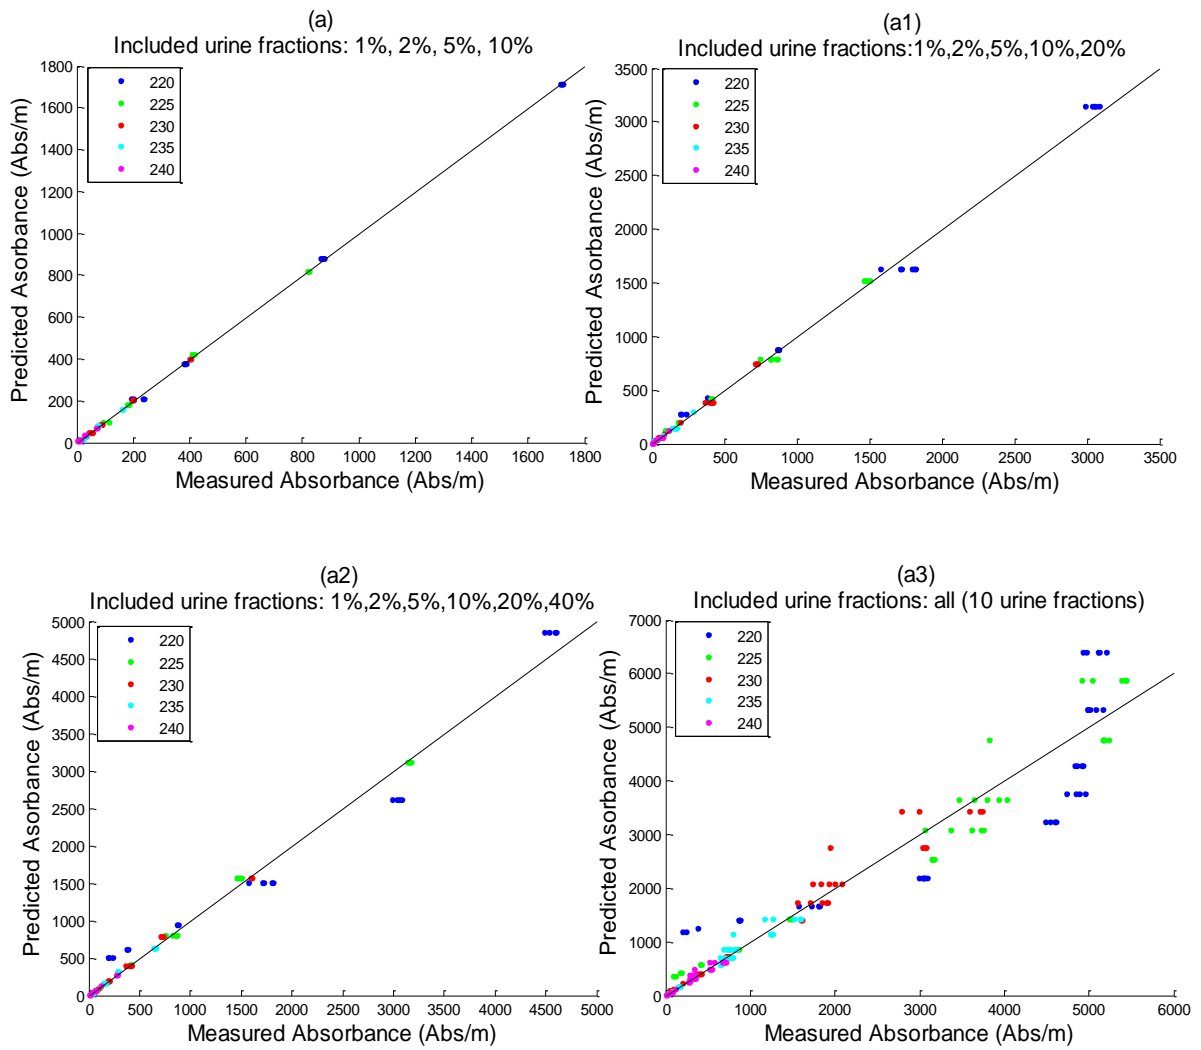 (a)
Included urine fractions: 1%, 2%, 5%, 10%
1800
1600
1400
1200
1000
800
600
400
200
0
220
225
230
235
240
Predicted Asorbance (Abs/m)
0 200 400 600 800 1000 1200 1400 1600 1800
Measured Absorbance (Abs/m)
(a1)
Included urine fractions:1%,2%,5%,10%,20%
3500
3000
2500
2000
1500
1000
500
0
220
225
230
235
240
Predicted Asorbance (Abs/m)
0 500 1000 1500 2000 2500 3000 3500
Measured Absorbance (Abs/m)
(a2)
Included urine fractions: 1%,2%,5%,10%,20%,40%
5000
4500
4000
3500
3000
2500
2000
1500
1000
500
0
220
225
230
235
240
Predicted Asorbance (Abs/m)
0 500 1000 1500 2000 2500 3000 3500 4000 4500 5000
Measured Absorbance (Abs/m)
(a3)
Included urine fractions: all (10 urine fractions)
7000
6000
5000
4000
3000
2000
1000
0
220
225
230
235
240
Predicted Asorbance (Abs/m)
0 1000 2000 3000 4000 5000 6000
Measured Absorbance (Abs/m)